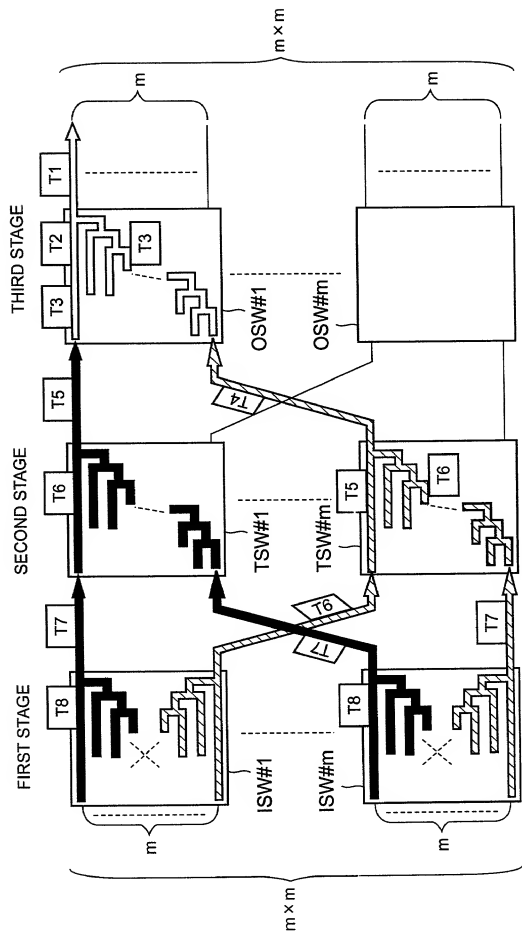 FIRST STAGE
SECOND STAGE
THIRD STAGE
T8
T7
T6
T5
T3
T2
T1
T3
m
m
m × m
m × m
ISW#1
TSW#1
OSW#1
T6
T7
T4
ISW#m
TSW#m
OSW#m
T8
T5
T6
T7
m
m